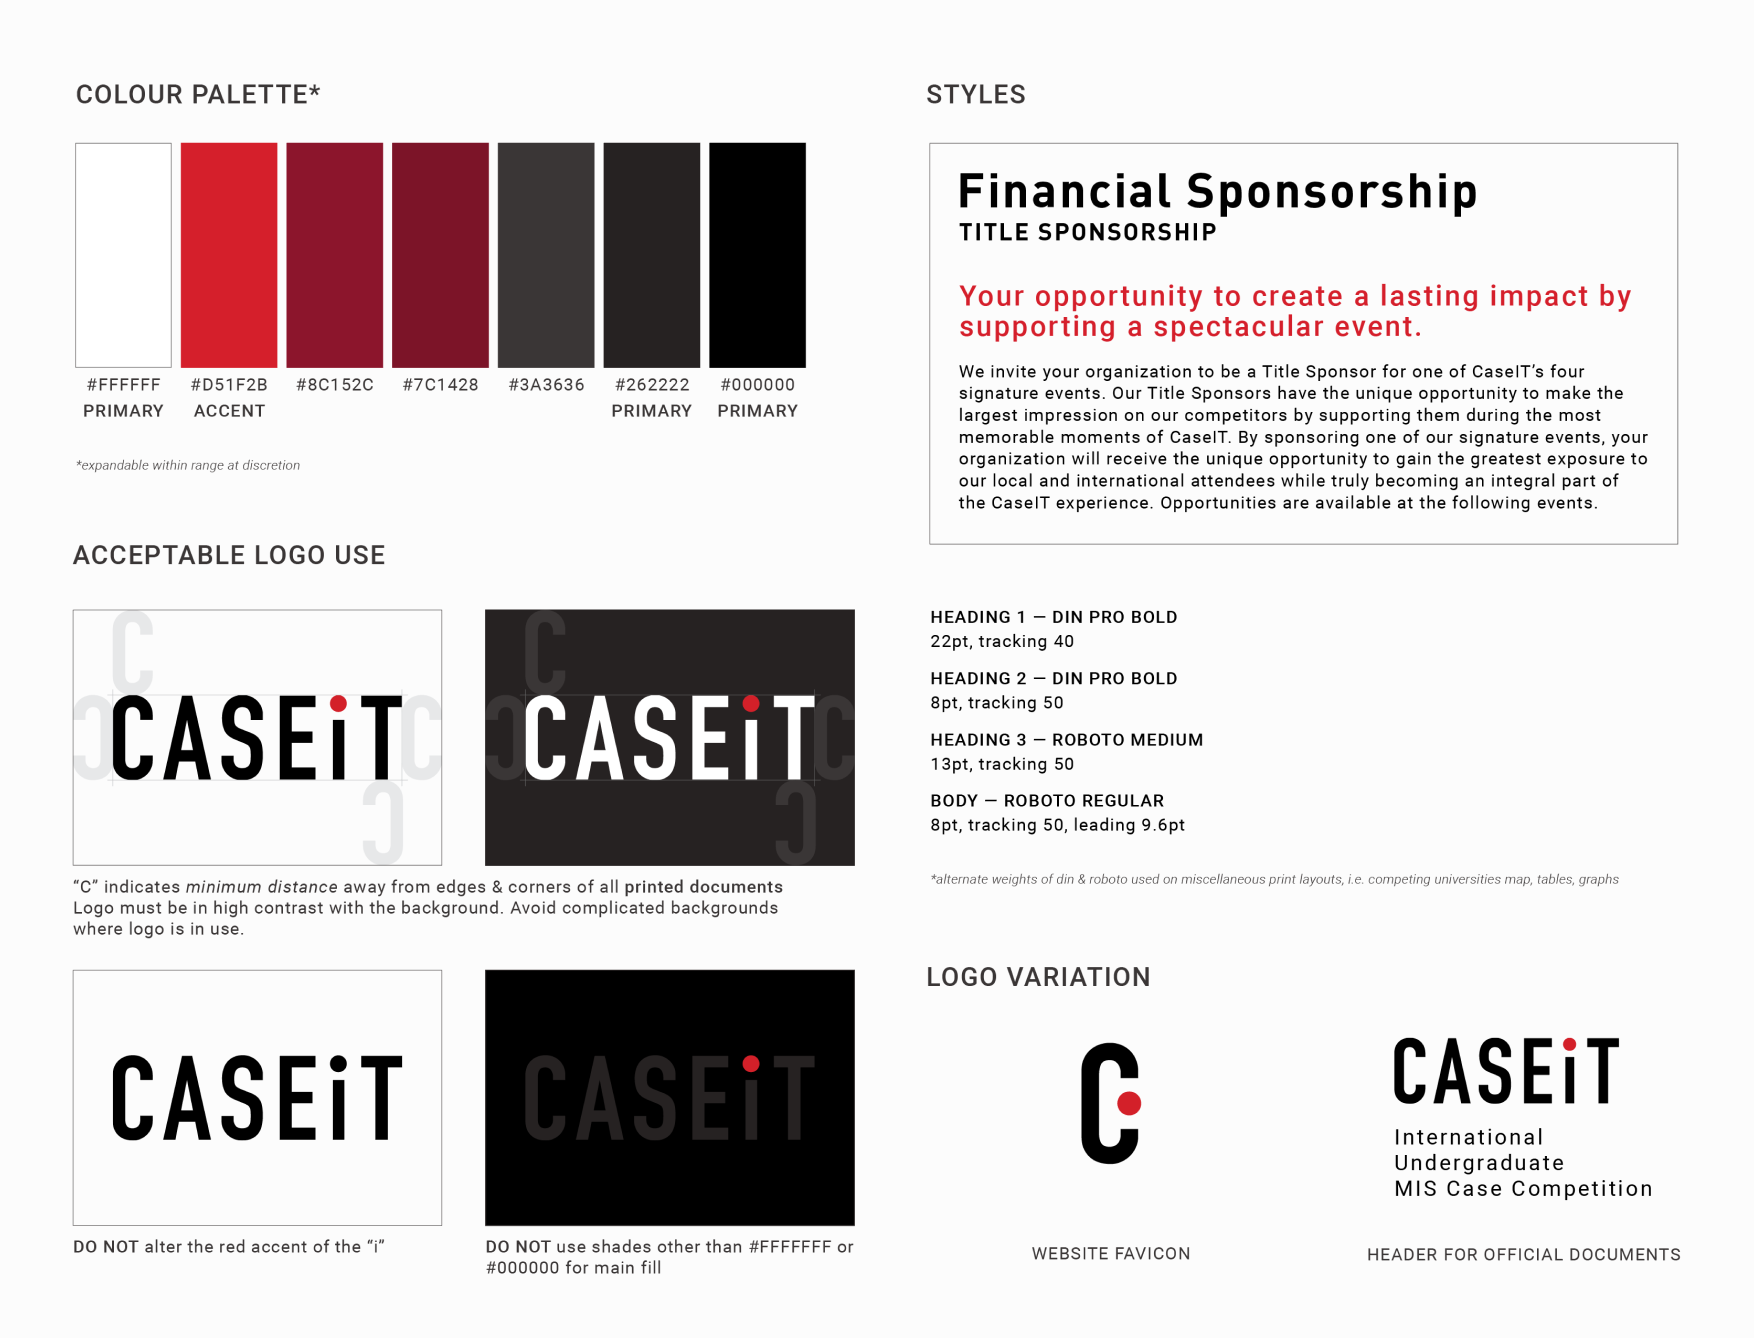 COLOUR PALETTE*
#FFFFFF
PRIMARY
#D51F2B
ACCENT
#8C152C
#7C1428
#3A3636
#262222
PRIMARY
#000000
PRIMARY
*expandable within range at discretion
ACCEPTABLE LOGO USE
C
C
CASEiT
C
C
C
C
CASEiT
C
C
“C” indicates minimum distance away from edges & corners of all printed documents
Logo must be in high contrast with the background. Avoid complicated backgrounds
where logo is in use.
CASEiT
DO NOT alter the red accent of the “i”
CASEiT
DO NOT use shades other than #FFFFFFF or
#000000 for main fill
STYLES
Financial Sponsorship
TITLE SPONSORSHIP
Your opportunity to create a lasting impact by
supporting a spectacular event.
We invite your organization to be a Title Sponsor for one of CaseIT’s four
signature events. Our Title Sponsors have the unique opportunity to make the
largest impression on our competitors by supporting them during the most
memorable moments of CaseIT. By sponsoring one of our signature events, your
organization will receive the unique opportunity to gain the greatest exposure to
our local and international attendees while truly becoming an integral part of
the CaseIT experience. Opportunities are available at the following events.
HEADING 1 — DIN PRO BOLD
22pt, tracking 40
HEADING 2 — DIN PRO BOLD
8pt, tracking 50
HEADING 3 — ROBOTO MEDIUM
13pt, tracking 50
BODY — ROBOTO REGULAR
8pt, tracking 50, leading 9.6pt
*alternate weights of din & roboto used on miscellaneous print layouts, i.e. competing universities map, tables, graphs
LOGO VARIATION
C
WEBSITE FAVICON
CASEiT
International
Undergraduate
MIS Case Competition
HEADER FOR OFFICIAL DOCUMENTS